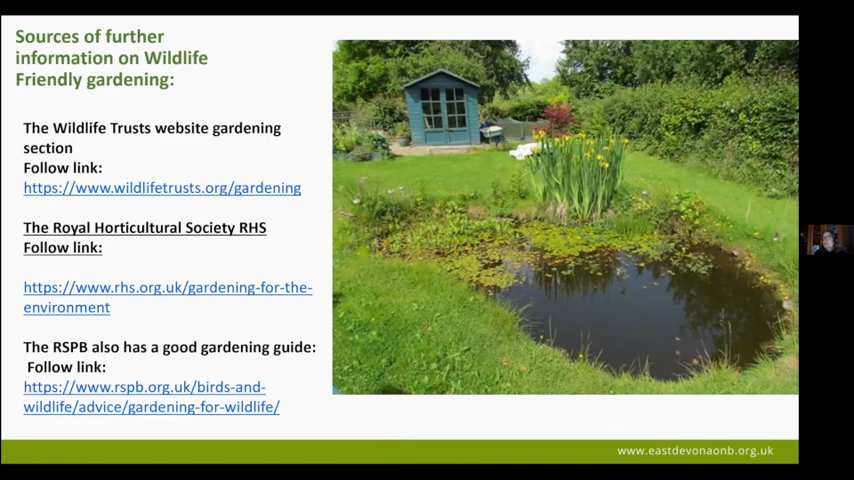 Sources of further
information on Wildlife
Friendly gardening:
The Wildlife Trusts website gardening
section
Follow link:
https://www.wildlifetrusts.org/gardening
The Royal Horticultural Society RHS
Follow link:
https://www.rhs.org.uk/gardening-for-the-
environment
The RSPB also has a good gardening guide:
Follow link:
https://www.rspb.org.uk/birds-and-
wildlife/advice/gardening-for-wildlife/
www.eastdevonaonb.org.uk